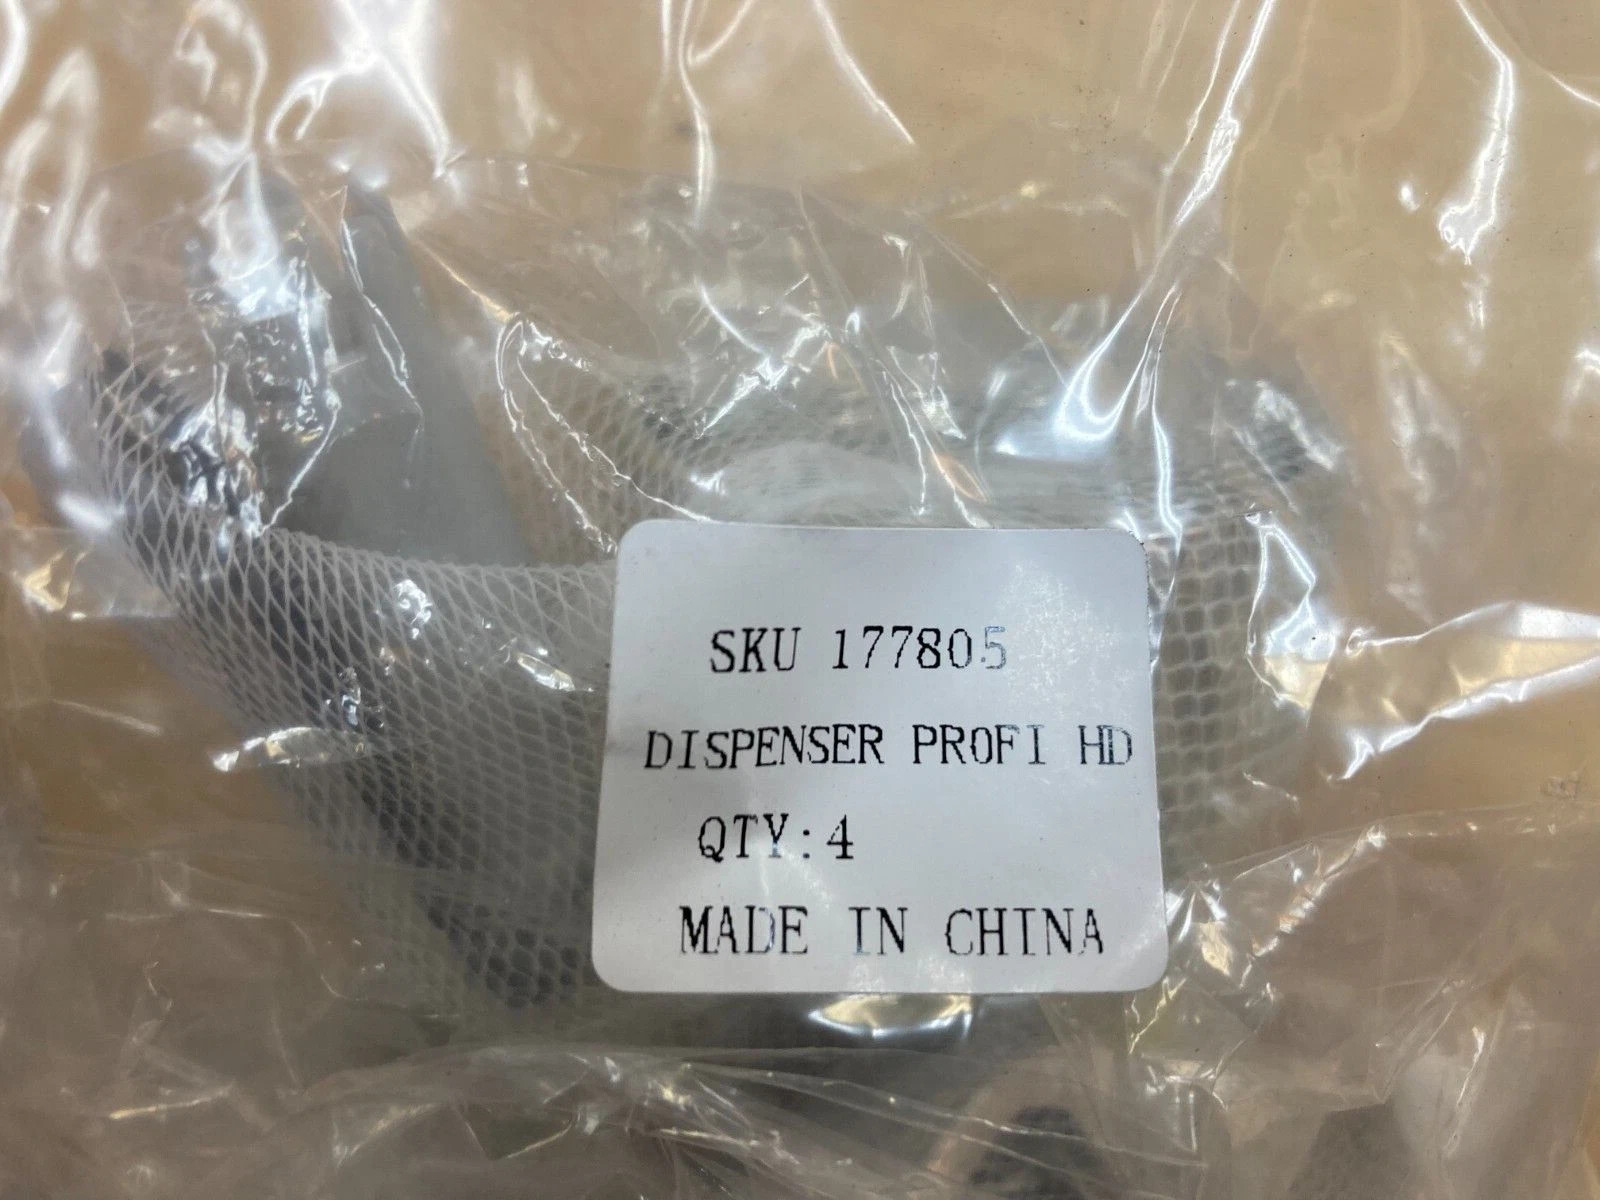 SKU 177805
DISPENSER PROFI HD
QTY:4
MADE IN CHINA